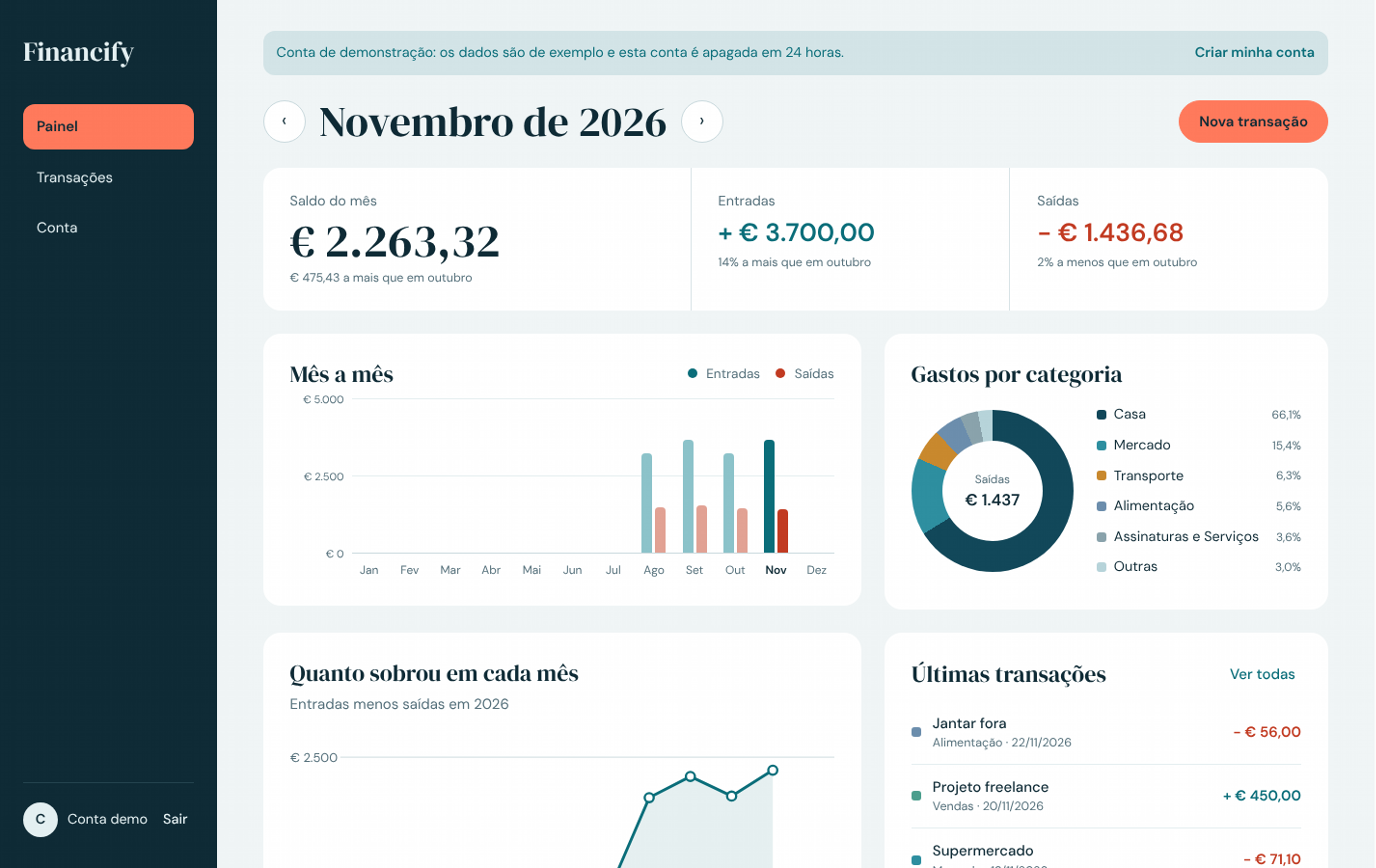 Financify
Painel
Transações
Conta
C Conta demo Sair
Conta de demonstração: os dados são de exemplo e esta conta é apagada em 24 horas. Criar minha conta
‹ Novembro de 2026 › Nova transação
Saldo do mês
€ 2.263,32
€ 475,43 a mais que em outubro
Entradas
+ € 3.700,00
14% a mais que em outubro
Saídas
− € 1.436,68
2% a menos que em outubro
Mês a mês
Entradas Saídas
€ 5.000
€ 2.500
€ 0
Jan Fev Mar Abr Mai Jun Jul Ago Set Out Nov Dez
Gastos por categoria
Saídas
€ 1.437
Casa 66,1%
Mercado 15,4%
Transporte 6,3%
Alimentação 5,6%
Assinaturas e Serviços 3,6%
Outras 3,0%
Quanto sobrou em cada mês
Entradas menos saídas em 2026
€ 2.500
Últimas transações Ver todas
Jantar fora
Alimentação · 22/11/2026
− € 56,00
Projeto freelance
Vendas · 20/11/2026
+ € 450,00
Supermercado
− € 71,10